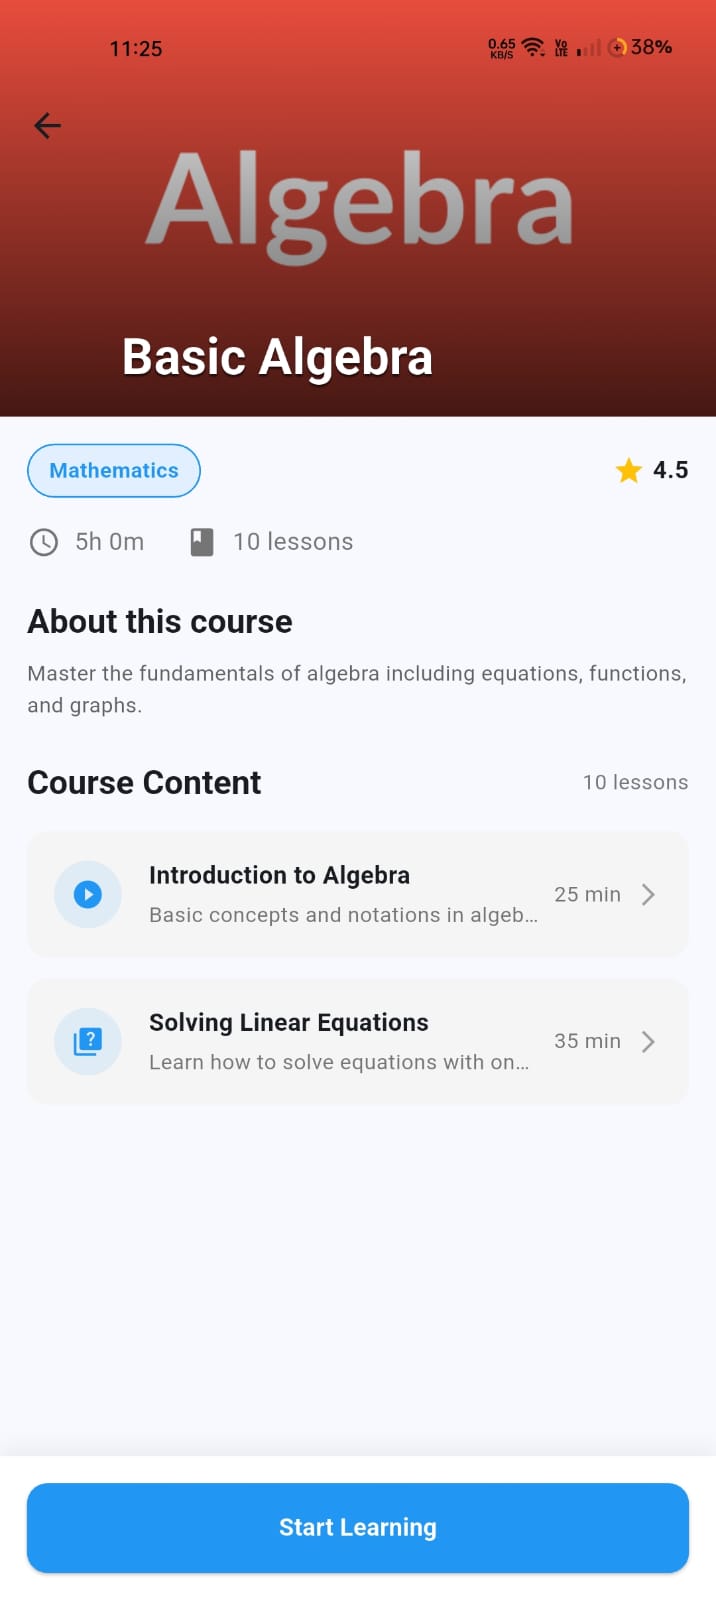 11:25
0.65 KB/S Vo LTE 38%
Algebra
Basic Algebra
Mathematics
4.5
5h 0m
10 lessons
About this course
Master the fundamentals of algebra including equations, functions,
and graphs.
Course Content
10 lessons
Introduction to Algebra
Basic concepts and notations in algeb...
25 min
Solving Linear Equations
Learn how to solve equations with on...
35 min
Start Learning